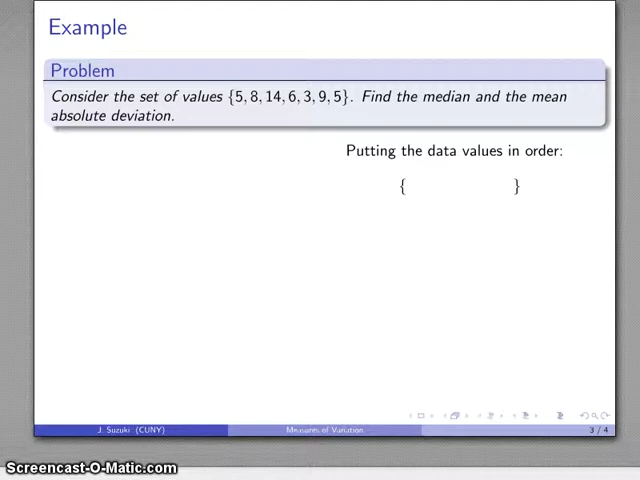 Example
Problem
Consider the set of values {5, 8, 14, 6, 3, 9, 5}. Find the median and the mean
absolute deviation.
Putting the data values in order:
{ }
J. Suzuki (CUNY) Measures of Variation 3 / 4
Screencast-O-Matic.com